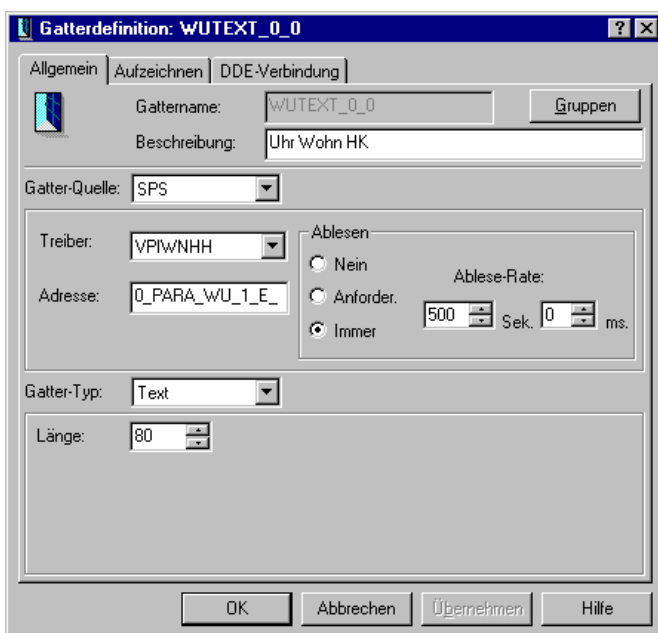 Gatterdefinition: WUTEXT_0_0
Allgemein Aufzeichnen DDE-Verbindung
Gattername: WUTEXT_0_0 Gruppen
Beschreibung: Uhr Wohn HK
Gatter-Quelle: SPS
Treiber: VPIWNHH
Adresse: 0_PARA_WU_1_E_
Ablesen
Nein
Anforder.
Immer
Ablese-Rate:
500 Sek. 0 ms.
Gatter-Typ: Text
Länge: 80
OK Abbrechen Übernehmen Hilfe